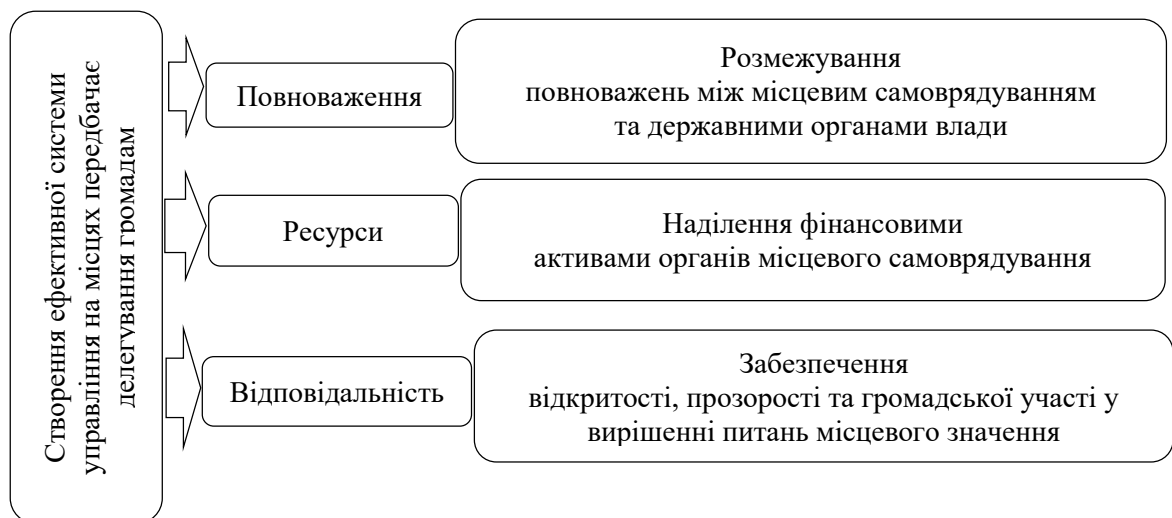 Створення ефективної системи
управління на місцях передбачає
делегування громадам
Повноваження
Розмежування
повноважень між місцевим самоврядуванням
та державними органами влади
Ресурси
Наділення фінансовими
активами органів місцевого самоврядування
Відповідальність
Забезпечення
відкритості, прозорості та громадської участі у
вирішенні питань місцевого значення